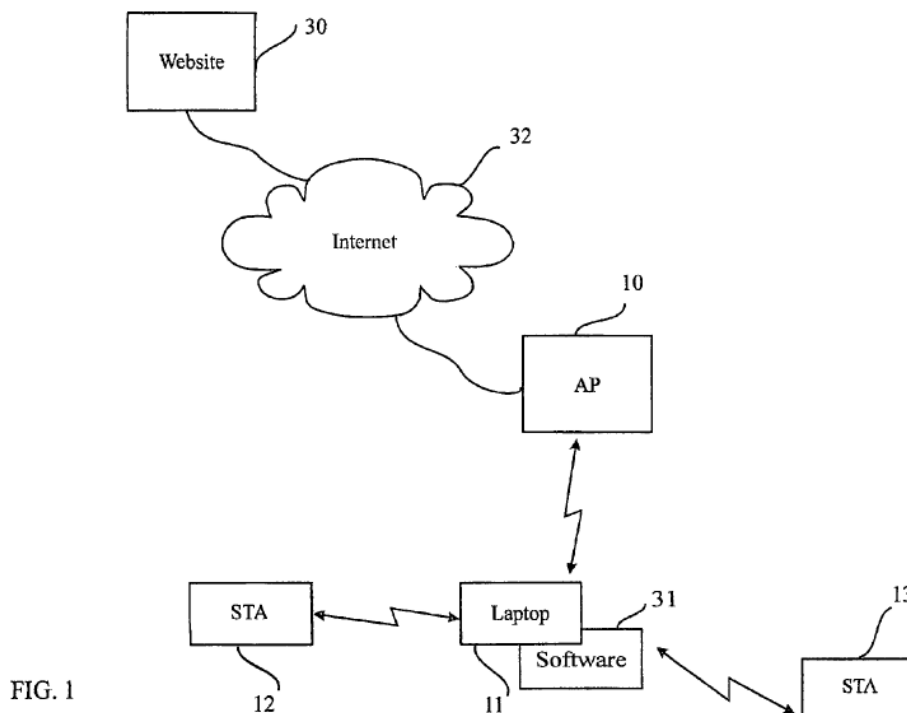 30
Website
32
Internet
10
AP
STA
Laptop
31
Software
13
STA
FIG. 1
12
11